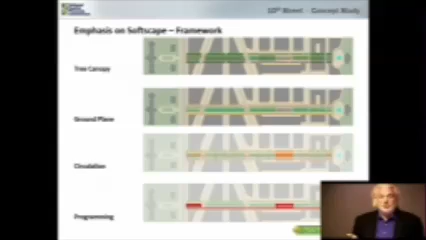 10th Street - Concept Study
Emphasis on Softscape – Framework
Tree Canopy
Ground Plane
Circulation
Programming